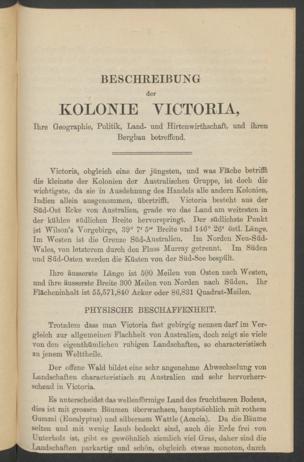 BESCHREIBUNG
der
KOLONIE VICTORIA,
Ihre Geographie, Politik, Land- und Hirtenwirthschaft, und ihren
Bergbau betreffend.
Victoria, obgleich eine der jüngsten, und was Fläche betrifft
die kleinste der Kolonien der Australischen Gruppe, ist doch die
wichtigste, da sie in Ausdehnung des Handels alle andern Kolonien,
Indien allein ausgenommen, übertrifft. Victoria besteht aus der
Süd-Ost Ecke von Australien, grade wo das Land am weitesten in
der kühlen südlichen Breite hervorspringt. Der südlichste Punkt
ist Wilson's Vorgebirge, 39° 7' 5" Breite und 146° 26' östl. Länge.
Im Westen ist die Grenze Süd-Australien. Im Norden Neu-Süd-
Wales, von letzterem durch den Fluss Murray getrennt. Im Süden
und Süd-Osten werden die Küsten von der Süd-See bespült.
Ihre äusserste Länge ist 500 Meilen von Osten nach Westen,
und ihre äusserste Breite 300 Meilen von Norden nach Süden. Ihr
Flächeninhalt ist 55,571,840 Acker oder 86,831 Quadrat-Meilen.
PHYSISCHE BESCHAFFENHEIT.
Trotzdem dass man Victoria fast gebirgig nennen darf im Ver-
gleich zur allgemeinen Flachheit von Australien, doch zeigt sie viele
von den eigenthümlichen ruhigen Landschaften, so characteristisch
zu jenem Welttheile.
Der offene Wald bildet eine sehr angenehme Abwechselung von
Landschaften characteristisch zu Australien und sehr hervorherr-
schend in Victoria.
Es unterscheidet das wellenförmige Land des fruchtbaren Bodens,
dies ist mit grossen Bäumen überwachsen, hauptsächlich mit rothem
Gummi (Eucalyptus) und silbernem Wattle (Acacia). Da die Bäume
selten und mit wenig Laub bedeckt sind, auch die Erde frei von
Unterholz ist, gibt es gewöhnlich ziemlich viel Gras, daher sind die
Landschaften parkartig und schön, obgleich etwas monoton, da